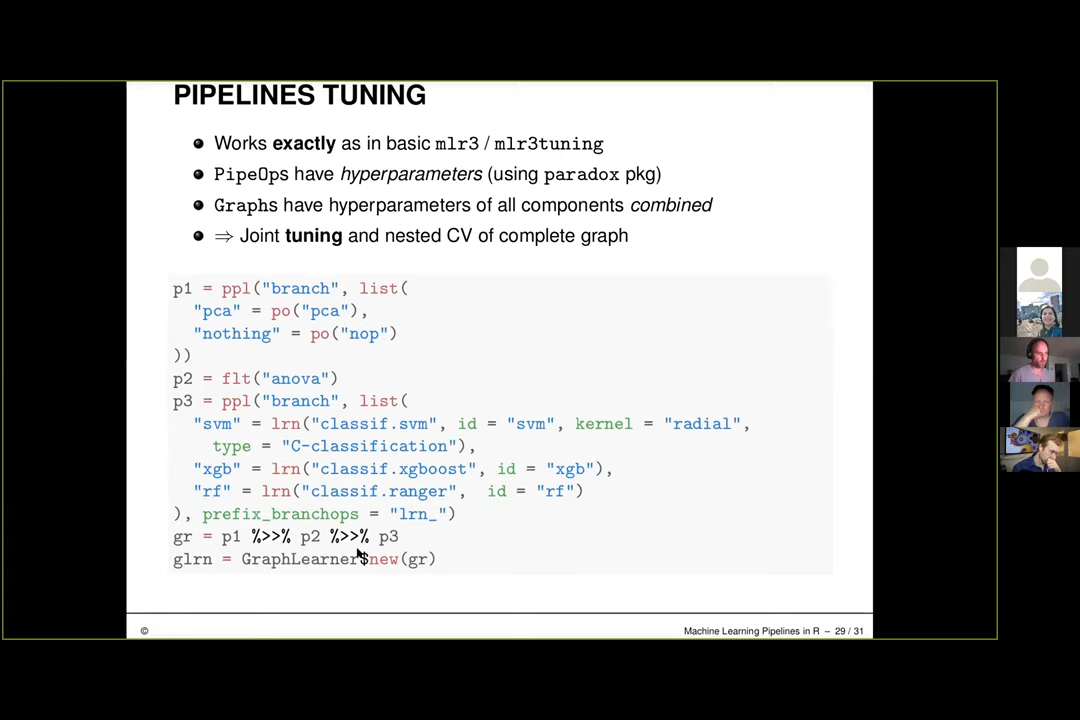 PIPELINES TUNING
Works exactly as in basic mlr3 / mlr3tuning
PipeOps have hyperparameters (using paradox pkg)
Graphs have hyperparameters of all components combined
⇒ Joint tuning and nested CV of complete graph
p1 = ppl("branch", list(
"pca" = po("pca"),
"nothing" = po("nop")
))
p2 = flt("anova")
p3 = ppl("branch", list(
"svm" = lrn("classif.svm", id = "svm", kernel = "radial",
type = "C-classification"),
"xgb" = lrn("classif.xgboost", id = "xgb"),
"rf" = lrn("classif.ranger", id = "rf")
), prefix_branchops = "lrn_")
gr = p1 %>>% p2 %>>% p3
glrn = GraphLearner$new(gr)
© Machine Learning Pipelines in R – 29 / 31